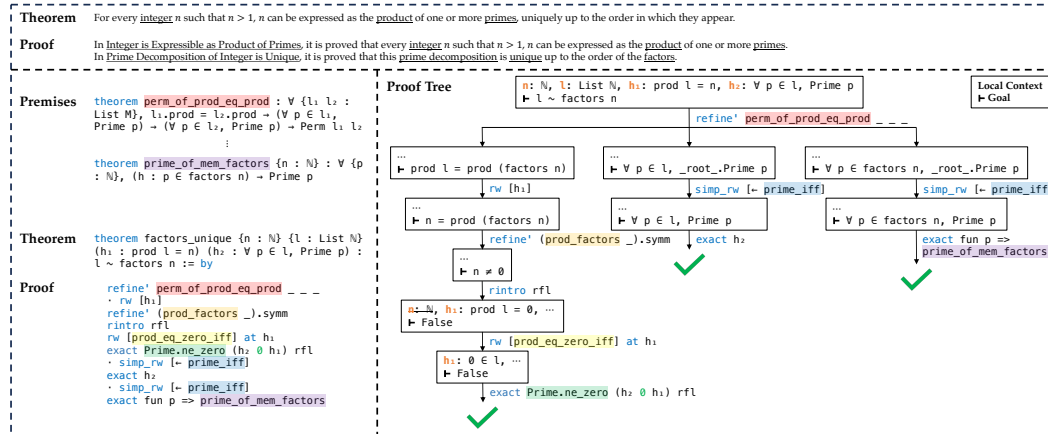 Theorem For every integer n such that n > 1, n can be expressed as the product of one or more primes, uniquely up to the order in which they appear.
Proof In Integer is Expressible as Product of Primes, it is proved that every integer n such that n > 1, n can be expressed as the product of one or more primes.
In Prime Decomposition of Integer is Unique, it is proved that this prime decomposition is unique up to the order of the factors.
Premises theorem perm_of_prod_eq_prod : ∀ {l₁ l₂ :
List M}, l₁.prod = l₂.prod → (∀ p ∈ l₁,
Prime p) → (∀ p ∈ l₂, Prime p) → Perm l₁ l₂
⋮
theorem prime_of_mem_factors {n : ℕ} : ∀ {p
: ℕ}, (h : p ∈ factors n) → Prime p
Theorem theorem factors_unique {n : ℕ} {l : List ℕ}
(h₁ : prod l = n) (h₂ : ∀ p ∈ l, Prime p) :
l ~ factors n := by
Proof refine' perm_of_prod_eq_prod _ _ _
· rw [h₁]
refine' (prod_factors _).symm
rintro rfl
rw [prod_eq_zero_iff] at h₁
exact Prime.ne_zero (h₂ 0 h₁) rfl
· simp_rw [← prime_iff]
exact h₂
· simp_rw [← prime_iff]
exact fun p => prime_of_mem_factors
Proof Tree
n: ℕ, l: List ℕ, h₁: prod l = n, h₂: ∀ p ∈ l, Prime p
⊢ l ~ factors n
Local Context
⊢ Goal
refine' perm_of_prod_eq_prod _ _ _
...
⊢ prod l = prod (factors n)
...
⊢ ∀ p ∈ l, _root_.Prime p
...
⊢ ∀ p ∈ factors n, _root_.Prime p
rw [h₁]
simp_rw [← prime_iff]
simp_rw [← prime_iff]
...
⊢ n = prod (factors n)
...
⊢ ∀ p ∈ l, Prime p
...
⊢ ∀ p ∈ factors n, Prime p
refine' (prod_factors _).symm
exact h₂
exact fun p =>
prime_of_mem_factors
...
⊢ n ≠ 0
rintro rfl
n: ℕ, h₁: prod l = 0, ...
⊢ False
rw [prod_eq_zero_iff] at h₁
h₁: 0 ∈ l, ...
⊢ False
exact Prime.ne_zero (h₂ 0 h₁) rfl